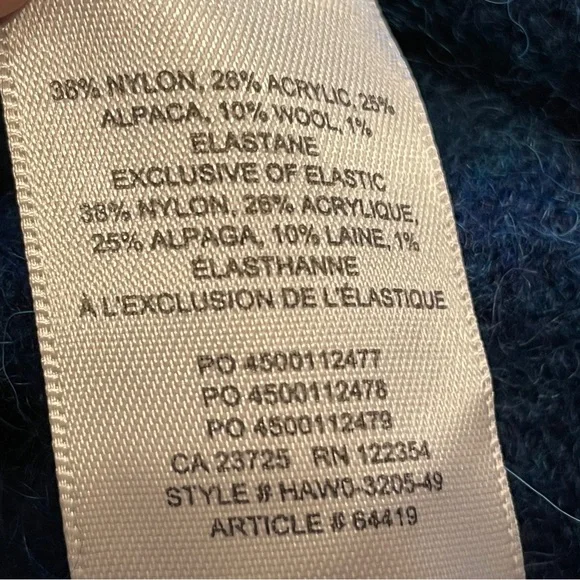 38% NYLON, 26% ACRYLIC, 25%
ALPACA, 10% WOOL, 1%
ELASTANE
EXCLUSIVE OF ELASTIC
38% NYLON, 26% ACRYLIQUE,
25% ALPAGA, 10% LAINE, 1%
ÉLASTHANNE
À L'EXCLUSION DE L'ÉLASTIQUE
PO 4500112477
PO 4500112478
PO 4500112479
CA 23725 RN 122354
STYLE # HAW0-3205-49
ARTICLE # 64419